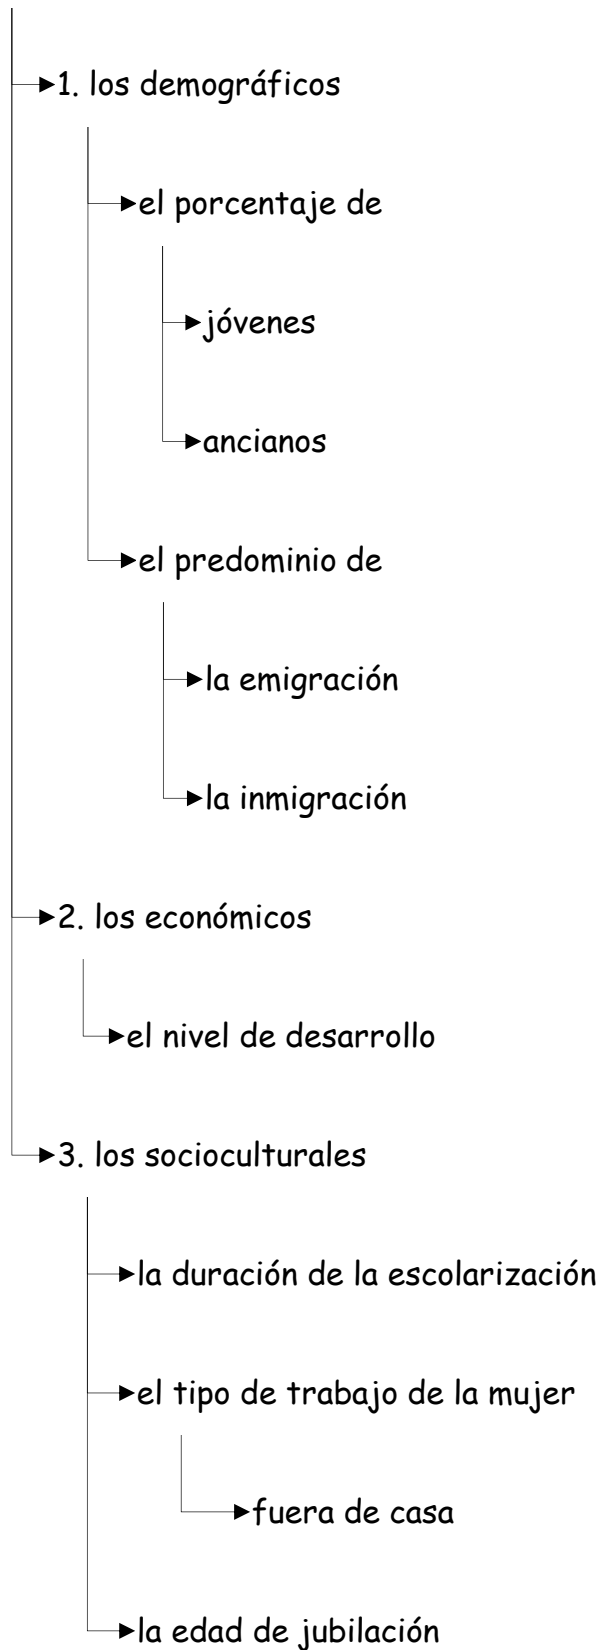 1. los demográficos
el porcentaje de
jóvenes
ancianos
el predominio de
la emigración
la inmigración
2. los económicos
el nivel de desarrollo
3. los socioculturales
la duración de la escolarización
el tipo de trabajo de la mujer
fuera de casa
la edad de jubilación